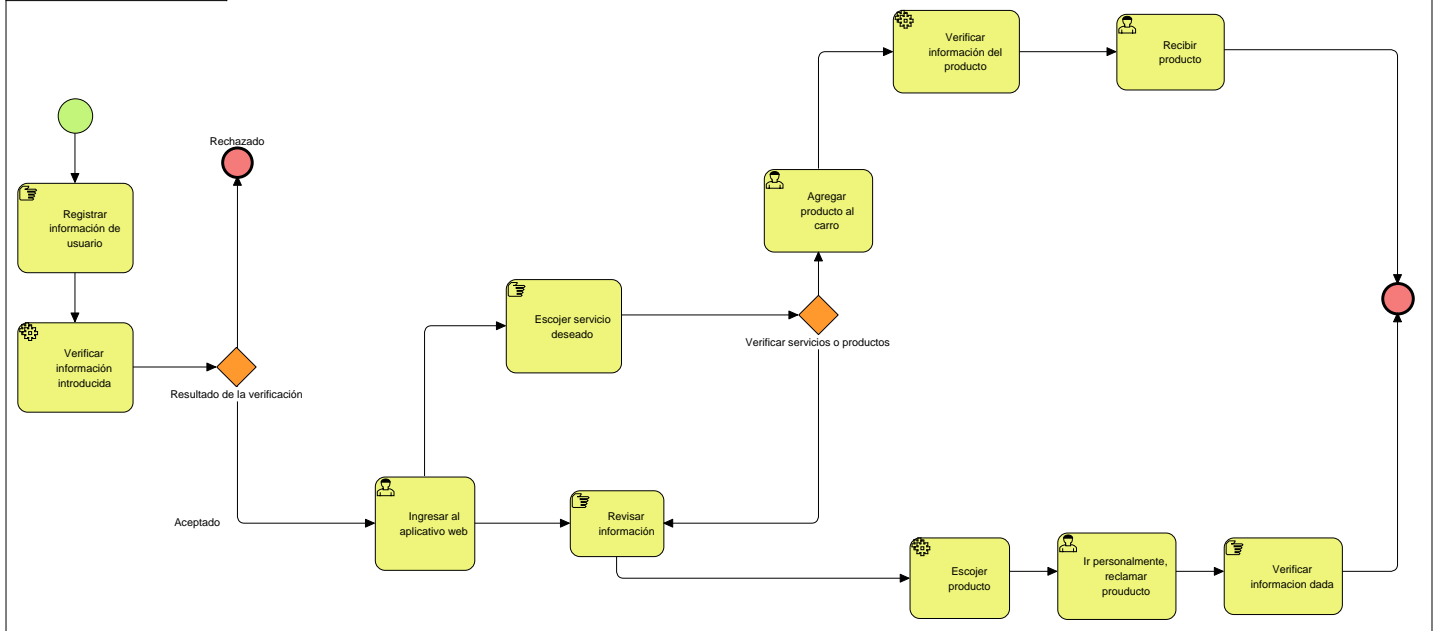 Verificar
información del
producto
Recibir
producto
Rechazado
Registrar
información de
usuario
Agregar
producto al
carro
Escojer servicio
deseado
Verificar servicios o productos
Verificar
información
introducida
Resultado de la verificación
Aceptado
Ingresar al
aplicativo web
Revisar
información
Escojer
producto
Ir personalmente,
reclamar
prouducto
Verificar
informacion dada